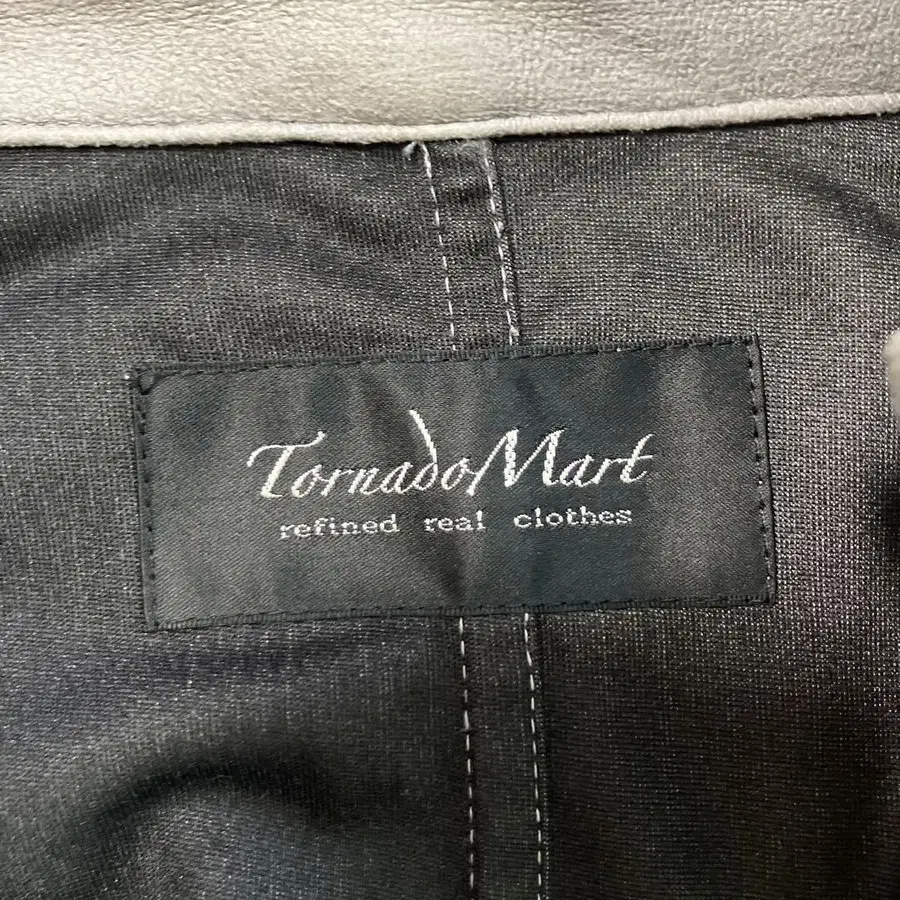 TornadoMart
refined real clothes